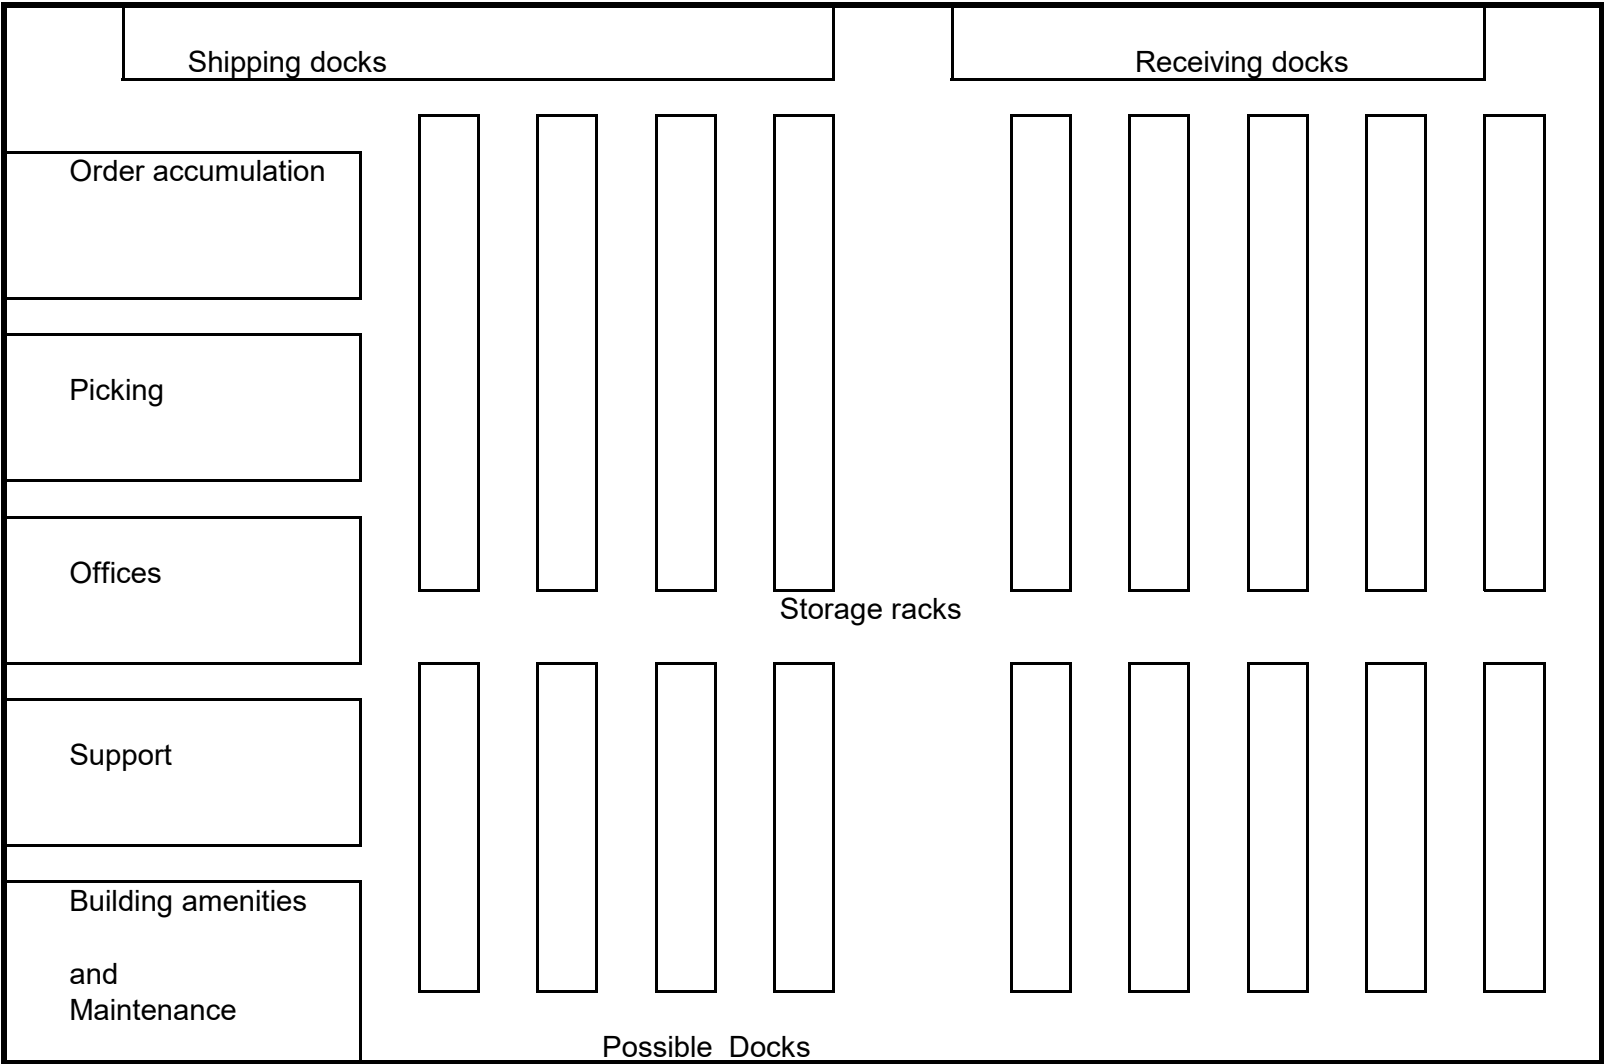 Shipping docks
Receiving docks
Order accumulation
Picking
Offices
Storage racks
Support
Building amenities
and
Maintenance
Possible  Docks